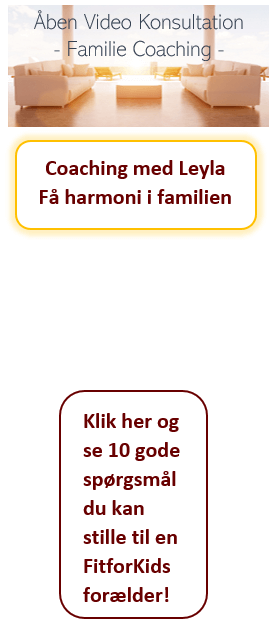 Åben Video Konsultation
- Familie Coaching -
Coaching med Leyla
Få harmoni i familien
Klik her og
se 10 gode
spørgsmål
du kan
stille til en
FitforKids
forælder!